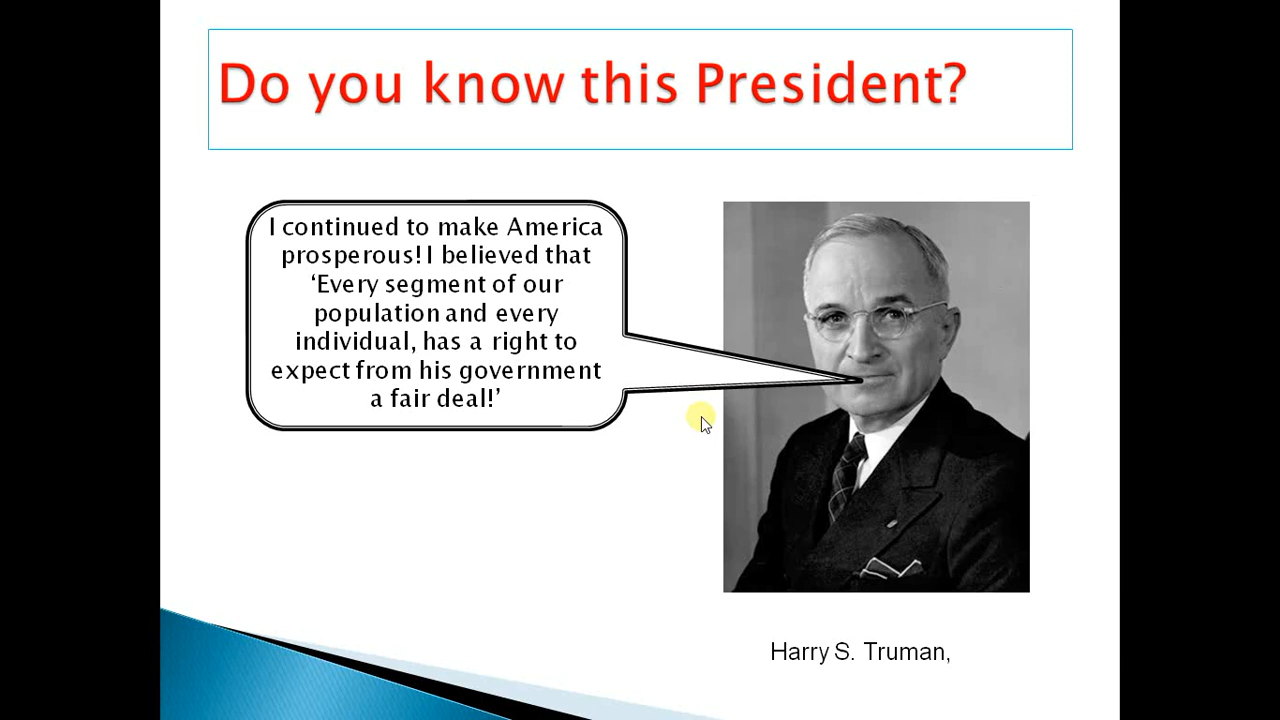 Do you know this President?
I continued to make America
prosperous! I believed that
‘Every segment of our
population and every
individual, has a right to
expect from his government
a fair deal!’
Harry S. Truman,